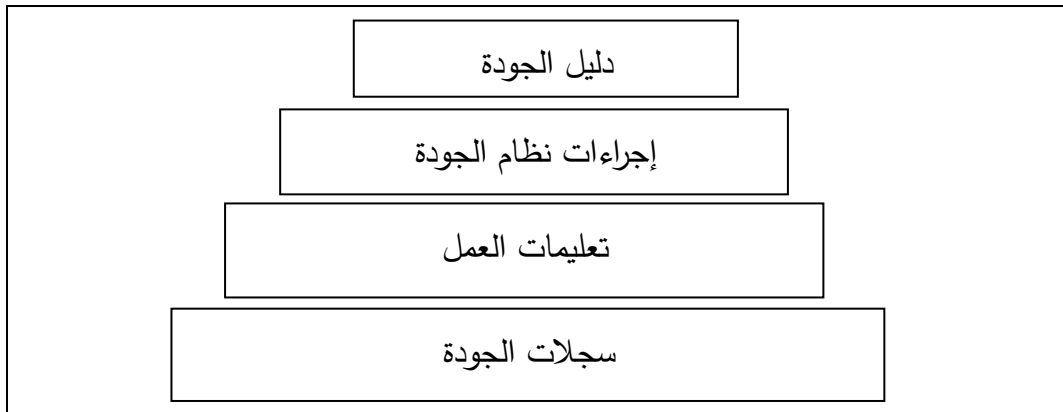 دليل الجودة
إجراءات نظام الجودة
تعليمات العمل
سجلات الجودة